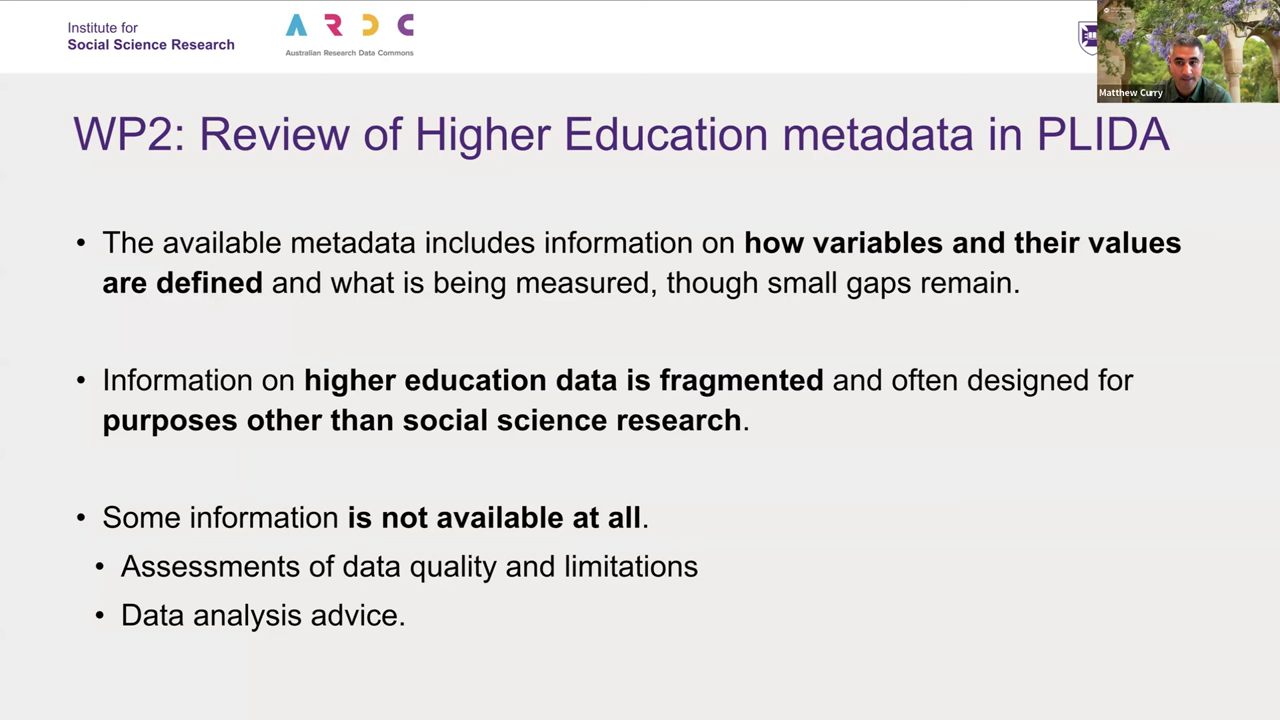 Institute for
Social Science Research
ARDC
Australian Research Data Commons
Matthew Curry
WP2: Review of Higher Education metadata in PLIDA
• The available metadata includes information on how variables and their values
are defined and what is being measured, though small gaps remain.
• Information on higher education data is fragmented and often designed for
purposes other than social science research.
• Some information is not available at all.
• Assessments of data quality and limitations
• Data analysis advice.